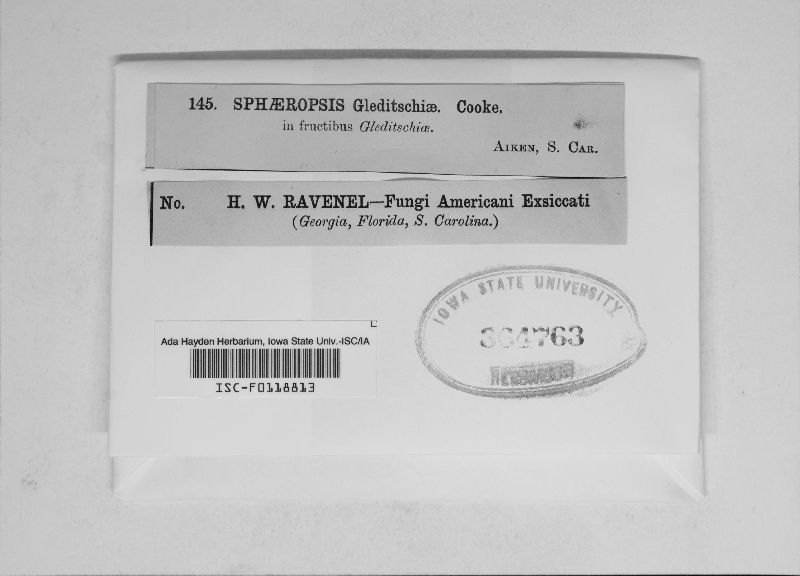 145. SPHÆROPSIS Gleditschiæ. Cooke.
in fructibus Gleditschiæ.
AIKEN, S. CAR.
No. H. W. RAVENEL—Fungi Americani Exsiccati
(Georgia, Florida, S. Carolina.)
IOWA STATE UNIVERSITY
364763
HERBARIUM
Ada Hayden Herbarium, Iowa State Univ.-ISC/IA
ISC-F0118813